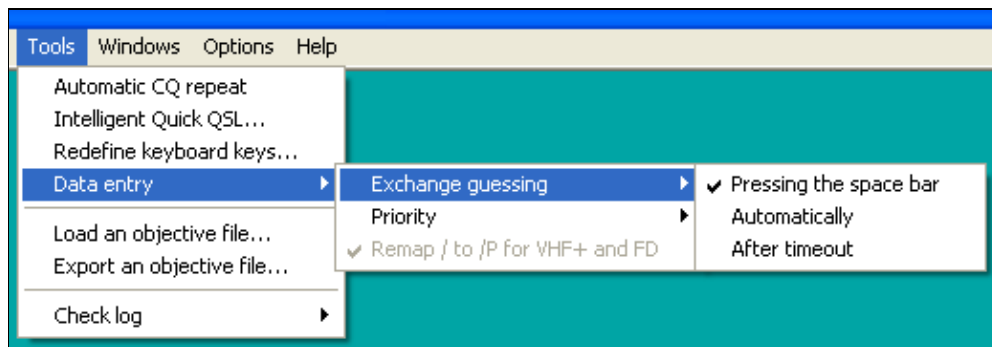 Tools Windows Options Help
Automatic CQ repeat
Intelligent Quick QSL...
Redefine keyboard keys...
Data entry
Load an objective file...
Export an objective file...
Check log
Exchange guessing
Priority
Remap / to /P for VHF+ and FD
Pressing the space bar
Automatically
After timeout